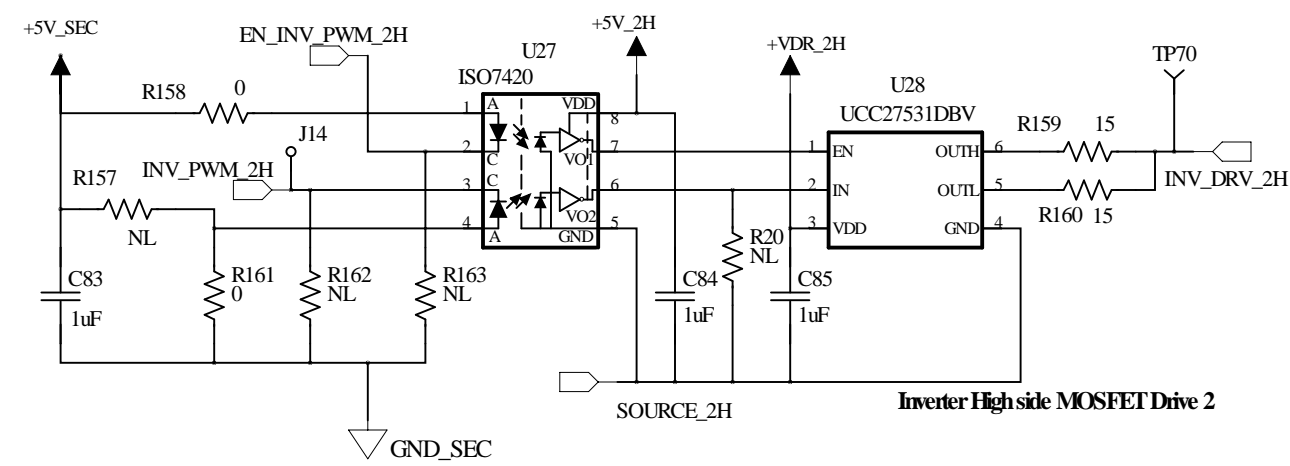 +5V_SEC
EN_INV_PWM_2H
+5V_2H
U27
ISO7420
+VDR_2H
TP70
U28
UCC27531DBV
R158
0
1
A
VDD
8
R159
15
J14
2
C
VO1
7
1
EN
OUTH
6
INV_PWM_2H
3
C
6
2
IN
OUTL
5
INV_DRV_2H
R157
NL
4
A
VO2
GND
5
3
VDD
GND
4
R160
15
C83
1uF
R161
0
R162
NL
R163
NL
C84
1uF
R20
NL
C85
1uF
SOURCE_2H
Inverter High side MOSFET Drive 2
GND_SEC